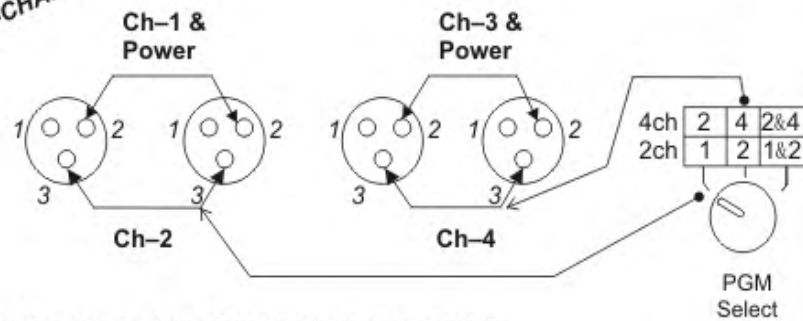 Ch–1 &
Power
Ch–3 &
Power
1 2 1 2 1 2 1 2
3 3 3 3
Ch–2
Ch–4
4ch 2 4 2&4
2ch 1 2 1&2
PGM
Select